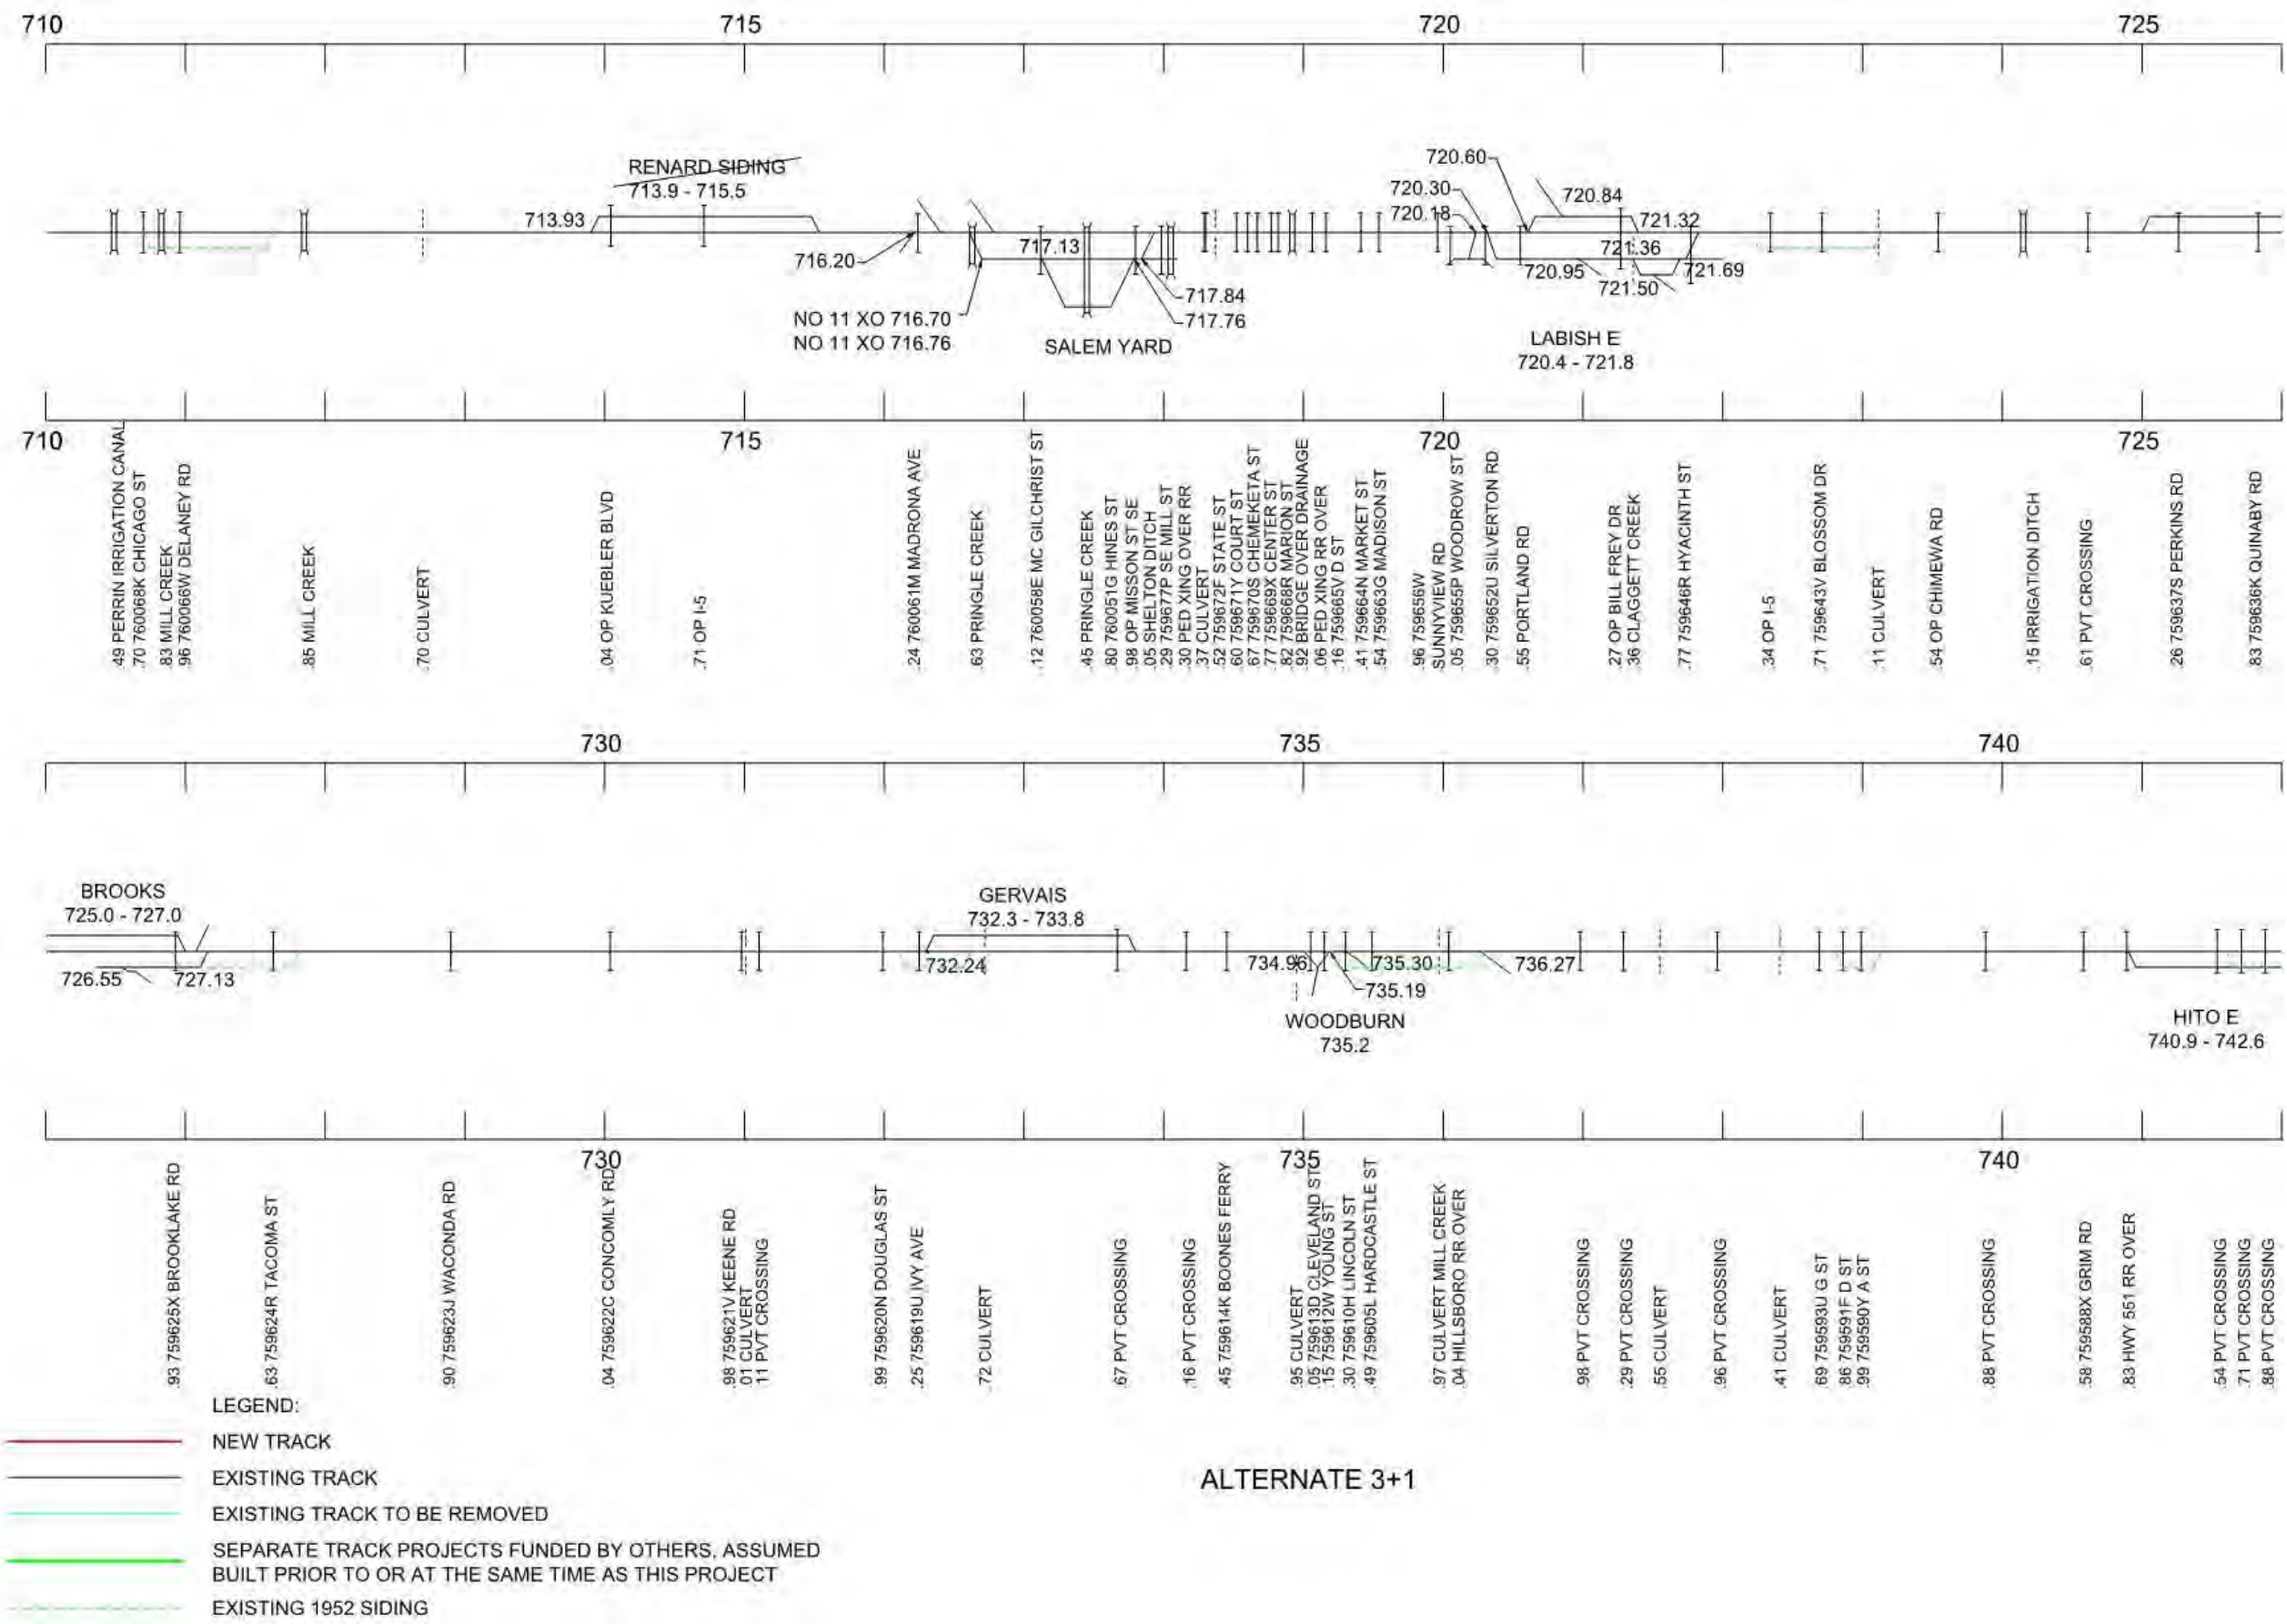 710
715
720
725
RENARD SIDING
713.9 - 715.5
713.93
716.20
NO 11 XO 716.70
NO 11 XO 716.76
717.13
SALEM YARD
717.84
717.76
720.60
720.30
720.18
720.84
721.32
721.36
720.95
721.50
721.69
LABISH E
720.4 - 721.8
710
715
720
725
.49 PERRIN IRRIGATION CANAL
.70 760068K CHICAGO ST
.83 MILL CREEK
.96 760066W DELANEY RD
.85 MILL CREEK
.70 CULVERT
.04 OP KUEBLER BLVD
.71 OP I-5
.24 760061M MADRONA AVE
.63 PRINGLE CREEK
.12 760058E MC GILCHRIST ST
.45 PRINGLE CREEK
.80 760051G HINES ST
.98 OP MISSON ST SE
.05 SHELTON DITCH
.29 759677P SE MILL ST
.30 PED XING OVER RR
.37 CULVERT
.52 759672F STATE ST
.60 759671Y COURT ST
.67 759670S CHEMEKETA ST
.77 759669X CENTER ST
.82 759668R MARION ST
.92 BRIDGE OVER DRAINAGE
.06 PED XING RR OVER
.16 759665V D ST
.41 759664N MARKET ST
.54 759663G MADISON ST
.96 759656W
SUNNYVIEW RD
.05 759655P WOODROW ST
.30 759652U SILVERTON RD
.55 PORTLAND RD
.27 OP BILL FREY DR
.36 CLAGGETT CREEK
.77 759646R HYACINTH ST
.34 OP I-5
.71 759643V BLOSSOM DR
.11 CULVERT
.54 OP CHIMEWA RD
.15 IRRIGATION DITCH
.61 PVT CROSSING
.26 759637S PERKINS RD
.83 759636K QUINABY RD
730
735
740
BROOKS
725.0 - 727.0
726.55
727.13
GERVAIS
732.3 - 733.8
732.24
734.96
735.30
735.19
WOODBURN
735.2
736.27
HITO E
740.9 - 742.6
730
735
740
.93 759625X BROOKLAKE RD
.63 759624R TACOMA ST
.90 759623J WACONDA RD
.04 759622C CONCOMLY RD
.98 759621V KEENE RD
.01 CULVERT
.11 PVT CROSSING
.99 759620N DOUGLAS ST
.25 759619U IVY AVE
.72 CULVERT
.67 PVT CROSSING
.16 PVT CROSSING
.45 759614K BOONES FERRY
.95 CULVERT
.05 759613D CLEVELAND ST
.15 759612W YOUNG ST
.30 759610H LINCOLN ST
.49 759605L HARDCASTLE ST
.97 CULVERT MILL CREEK
.04 HILLSBORO RR OVER
.98 PVT CROSSING
.29 PVT CROSSING
.55 CULVERT
.96 PVT CROSSING
.41 CULVERT
.69 759593U G ST
.86 759591F D ST
.99 759590Y A ST
.88 PVT CROSSING
.58 759588X GRIM RD
.83 HWY 551 RR OVER
.54 PVT CROSSING
.71 PVT CROSSING
.88 PVT CROSSING
LEGEND:
NEW TRACK
EXISTING TRACK
EXISTING TRACK TO BE REMOVED
SEPARATE TRACK PROJECTS FUNDED BY OTHERS, ASSUMED
BUILT PRIOR TO OR AT THE SAME TIME AS THIS PROJECT
EXISTING 1952 SIDING
ALTERNATE 3+1